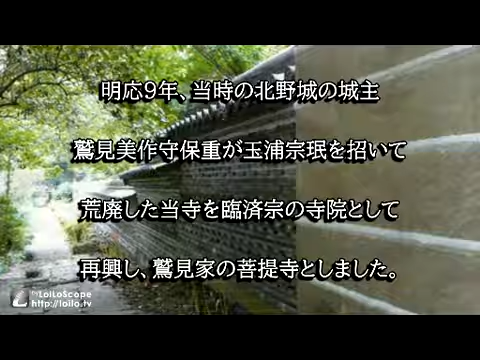 明応9年、当時の北野城の城主
鷲見美作守保重が玉浦宗珉を招いて
荒廃した当寺を臨済宗の寺院として
再興し、鷲見家の菩提寺としました。
by LoiLoScope
http://loilo.tv